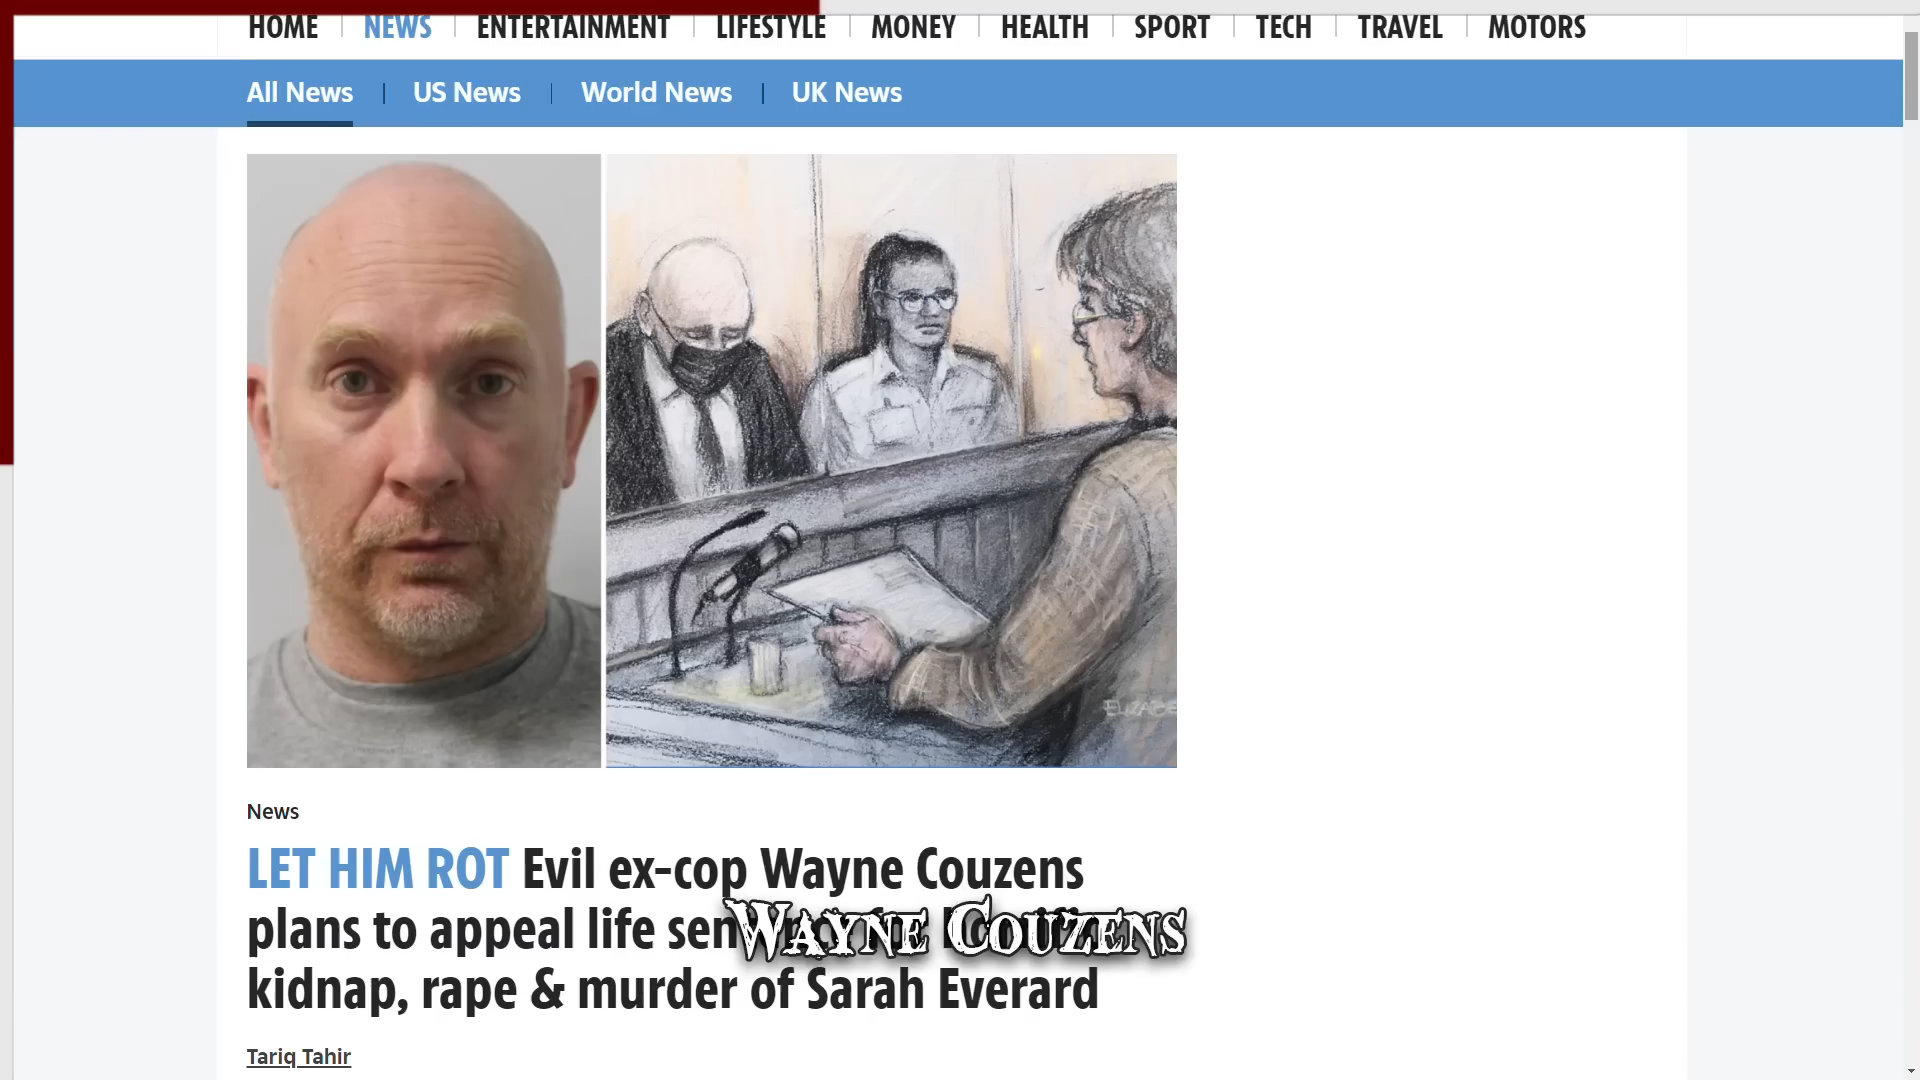 HOME NEWS ENTERTAINMENT LIFESTYLE MONEY HEALTH SPORT TECH TRAVEL MOTORS
All News US News World News UK News
News
LET HIM ROT Evil ex-cop Wayne Couzens
plans to appeal life
Wayne Couzens
kidnap, rape & murder of Sarah Everard
Tariq Tahir